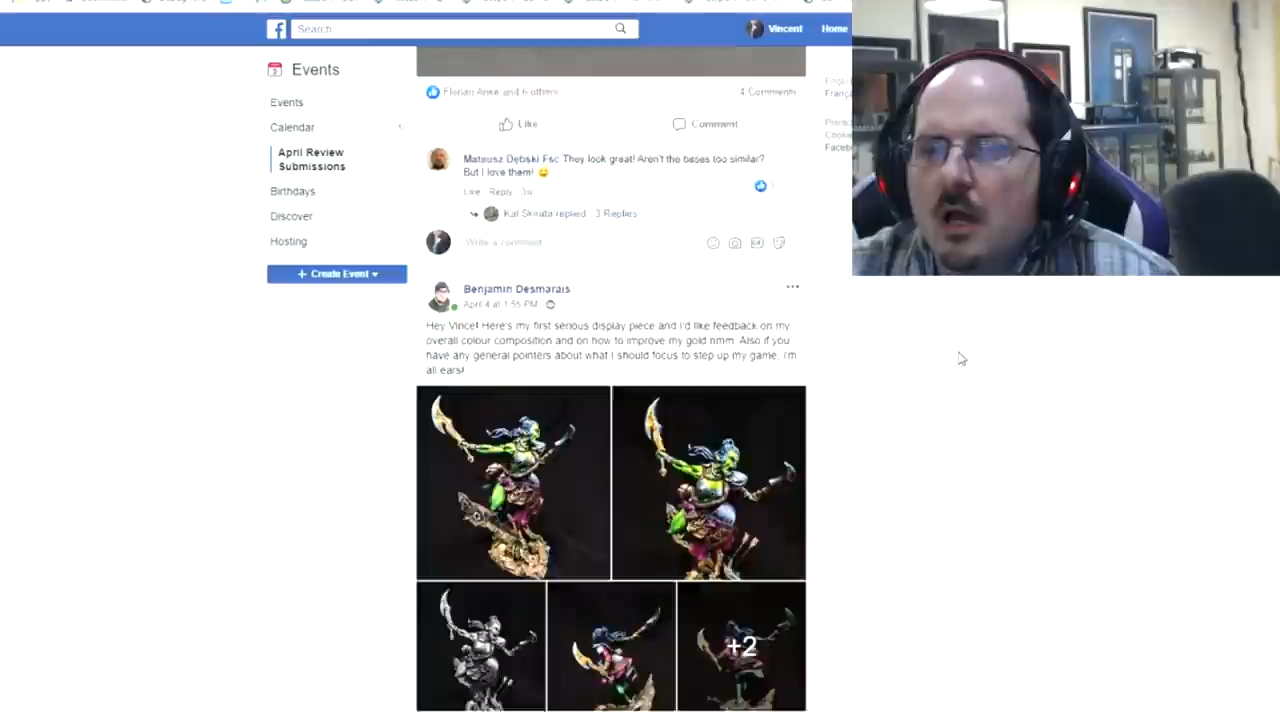 Search
Vincent
Home
Events
Events
Calendar
1
April Review
Submissions
Birthdays
Discover
Hosting
+ Create Event
Florian Anke and 6 others
4 Comments
Like
Comment
Mateusz Dębski Fsc They look great! Aren't the bases too similar?
But I love them!
Like Reply 3w
1
Kal Skirata replied 3 Replies
Write a comment
GIF
Benjamin Desmarais
April 4 at 1:55 PM
Hey Vince! Here's my first serious display piece and I'd like feedback on my
overall colour composition and on how to improve my gold nmm. Also if you
have any general pointers about what I should focus to step up my game, I'm
all ears!
+2